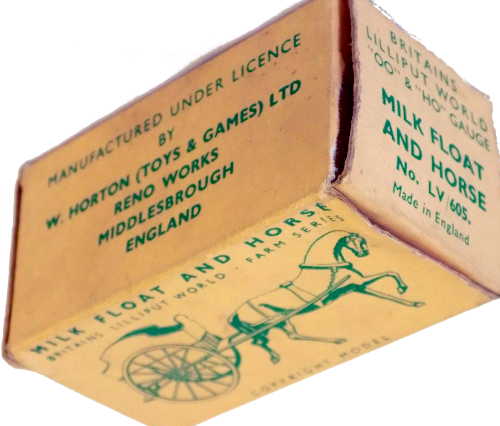 MANUFACTURED UNDER LICENCE
BY
W. HORTON (TOYS & GAMES) LTD
RENO WORKS
MIDDLESBROUGH
ENGLAND
MILK FLOAT AND HORSE
BRITAINS LILLIPUT WORLD · FARM SERIES
COPYRIGHT MODEL
BRITAINS
LILLIPUT WORLD
"OO" & "HO" GAUGE
MILK FLOAT
AND HORSE
No. LV/605.
Made in England